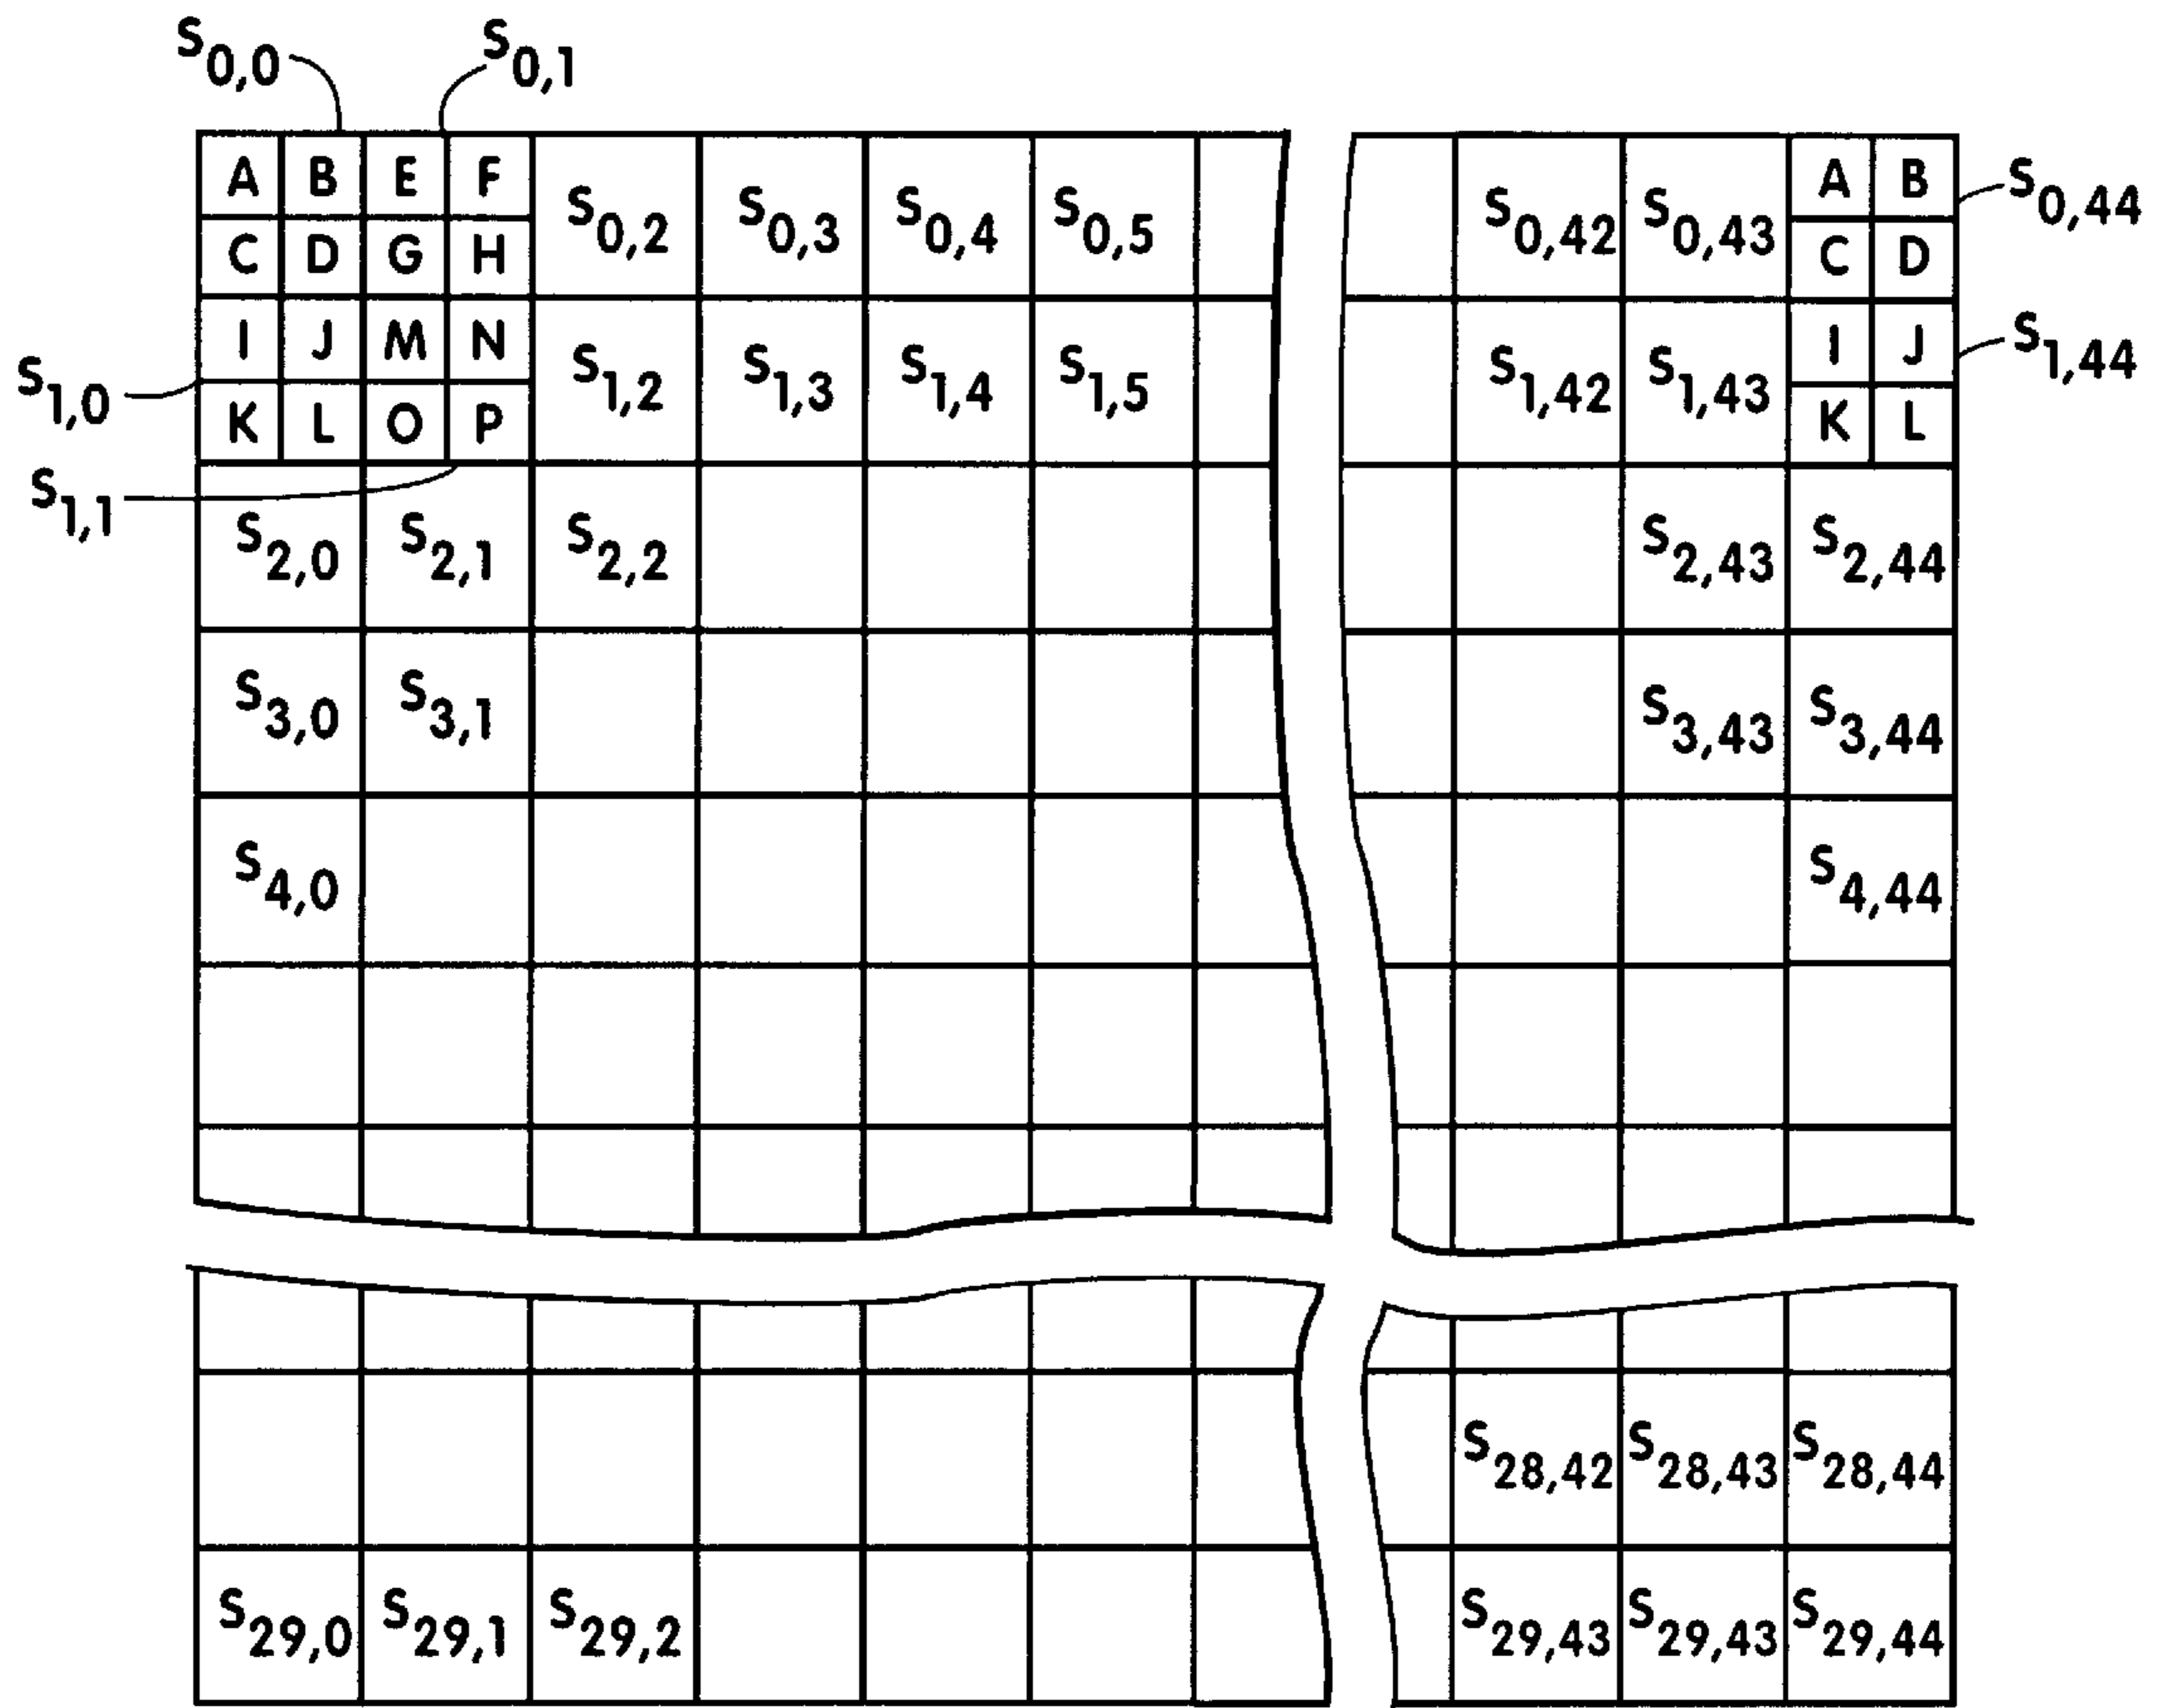 S0,0 S0,1
A B E F S0,2 S0,3 S0,4 S0,5 S0,42 S0,43 A B S0,44
C D G H C D
I J M N S1,2 S1,3 S1,4 S1,5 S1,42 S1,43 I J S1,44
S1,0 K L O P K L
S1,1
S2,0 S2,1 S2,2 S2,43 S2,44
S3,0 S3,1 S3,43 S3,44
S4,0 S4,44
S28,42 S28,43 S28,44
S29,0 S29,1 S29,2 S29,43 S29,43 S29,44